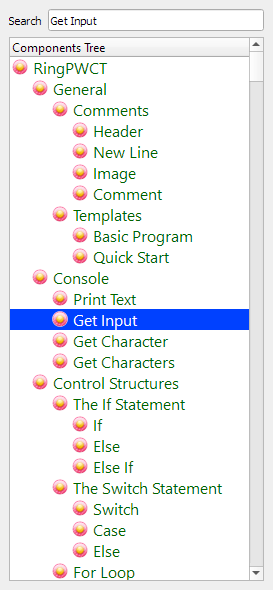 Search Get Input
Components Tree
RingPWCT
General
Comments
Header
New Line
Image
Comment
Templates
Basic Program
Quick Start
Console
Print Text
Get Input
Get Character
Get Characters
Control Structures
The If Statement
If
Else
Else If
The Switch Statement
Switch
Case
Else
For Loop